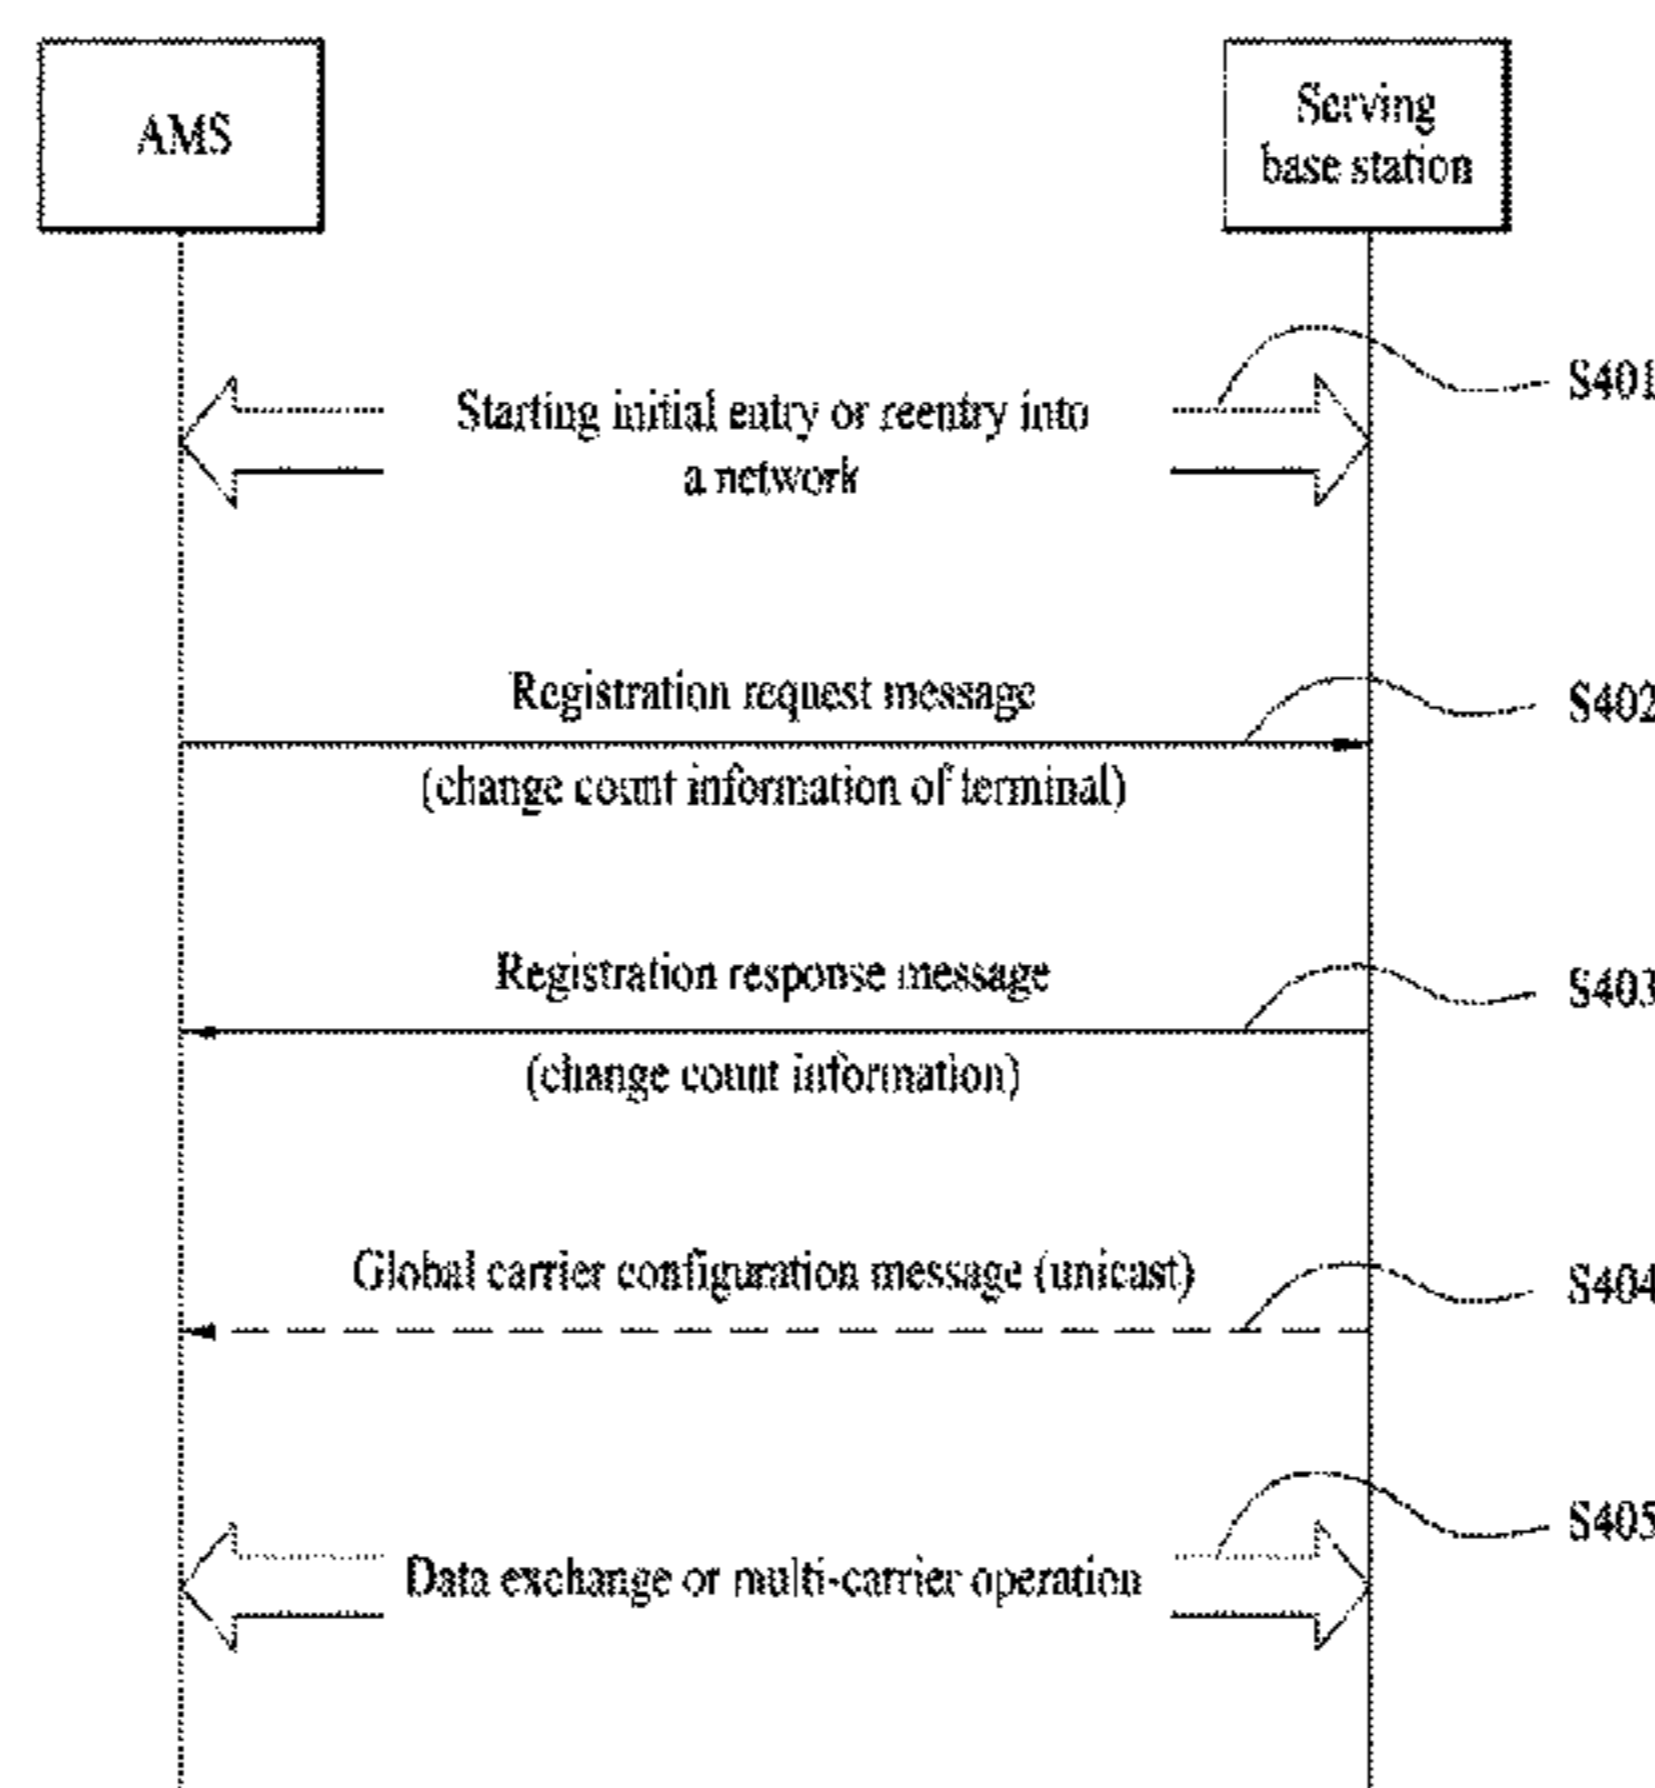 AMS
Serving
base station
S401
Starting initial entry or reentry into
a network
Registration request message
S402
(change count information of terminal)
Registration response message
S403
(change count information)
Global carrier configuration message (unicast)
S404
S405
Data exchange or multi-carrier operation